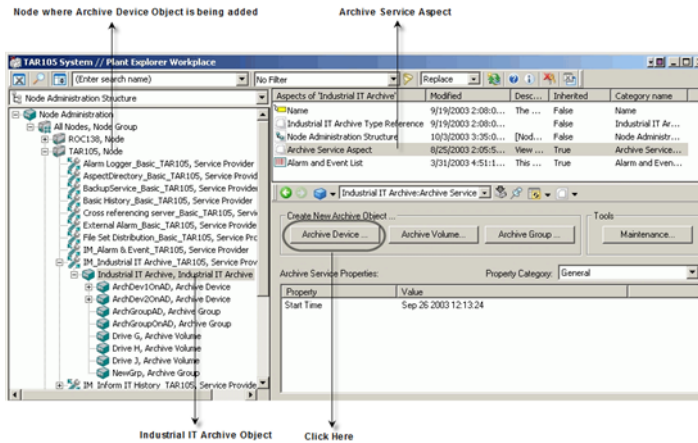 Node where Archive Device Object is being added
Archive Service Aspect
TAR105 System // Plant Explorer Workplace
(Enter search name)
No Filter
Replace
Node Administration Structure
Node Administration
All Nodes, Node Group
ROC138, Node
TAR105, Node
Alarm Logger_Basic_TAR105, Service Provider
AspectDirectory_Basic_TAR105, Service Provid
BackupService_Basic_TAR105, Service Provider
Basic History_Basic_TAR105, Service Provider
Cross referencing server_Basic_TAR105, Servi
External Alarm_Basic_TAR105, Service Provider
File Set Distribution_Basic_TAR105, Service Prc
IM_Alarm & Event_TAR105, Service Provider
IM_Industrial IT Archive_TAR105, Service Prov
Industrial IT Archive, Industrial IT Archive
ArchDev1OnAD, Archive Device
ArchDev2OnAD, Archive Device
ArchGroupAD, Archive Group
ArchGroupOnAD, Archive Group
Drive G, Archive Volume
Drive H, Archive Volume
Drive J, Archive Volume
NewGrp, Archive Group
IM_Inform IT History_TAR105, Service Provide
Aspects of 'Industrial IT Archive' Modified Desc... Inherited Category name
Name 9/19/2003 2:08:0... The ... False Name
Industrial IT Archive Type Reference 9/19/2003 2:08:0... False Industrial IT Ar...
Node Administration Structure 10/3/2003 3:35:0... [Nod... False Node Administr...
Archive Service Aspect 8/25/2003 2:05:5... View ... True Archive Service...
Alarm and Event List 3/31/2003 4:51:1... This ... True Alarm and Even...
Industrial IT Archive:Archive Service
Create New Archive Object ...
Archive Device ...
Archive Volume...
Archive Group ...
Tools
Maintenance...
Archive Service Properties:
Property Category: General
Property Value
Start Time Sep 26 2003 12:13:24
Industrial IT Archive Object
Click Here